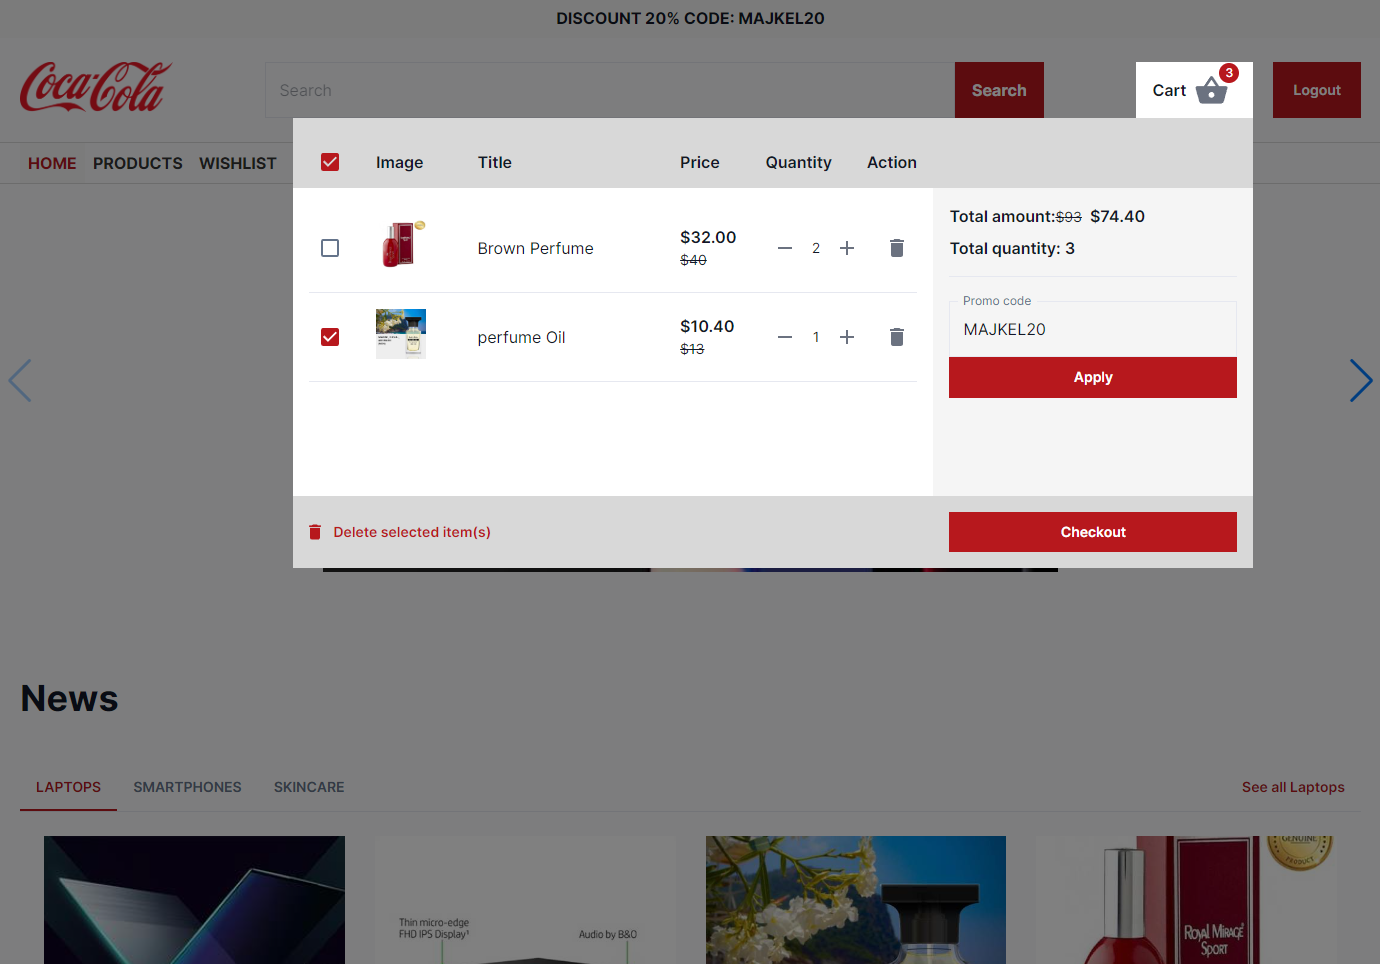 DISCOUNT 20% CODE: MAJKEL20
Coca-Cola
Search
Search
Cart
3
Logout
HOME PRODUCTS WISHLIST
Image Title Price Quantity Action
Brown Perfume $32.00 $40 2
perfume Oil $10.40 $13 1
Total amount:$93 $74.40
Total quantity: 3
Promo code
MAJKEL20
Apply
Delete selected item(s)
Checkout
News
LAPTOPS SMARTPHONES SKINCARE
See all Laptops
Thin micro-edge
FHD IPS Display¹
Audio by B&O
GENUINE
PRODUCT
ROYAL MIRAGE
SPORT